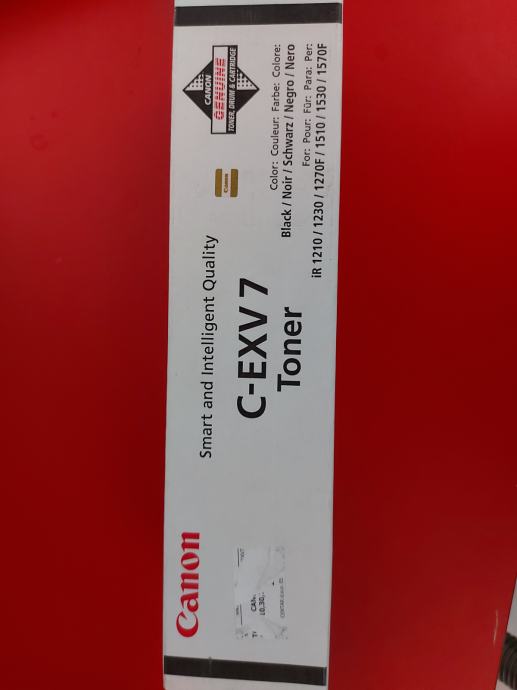 Canon
Smart and Intelligent Quality
C-EXV 7
Toner
Canon
CANON
GENUINE
TONER, DRUM & CARTRIDGE
Color: Couleur: Farbe: Colore:
Black / Noir / Schwarz / Negro / Nero
For: Pour: Für: Para: Per:
iR 1210 / 1230 / 1270F / 1510 / 1530 / 1570F